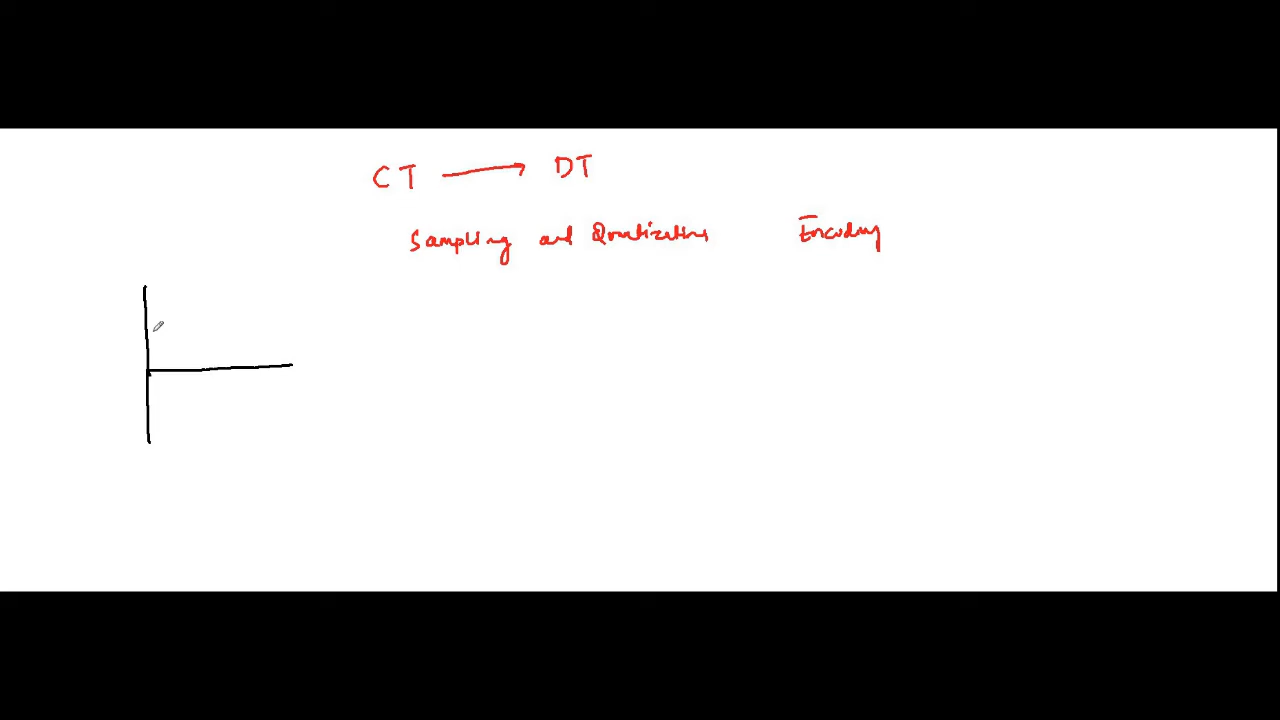 CT → DT
Sampling and Quantization Encoding